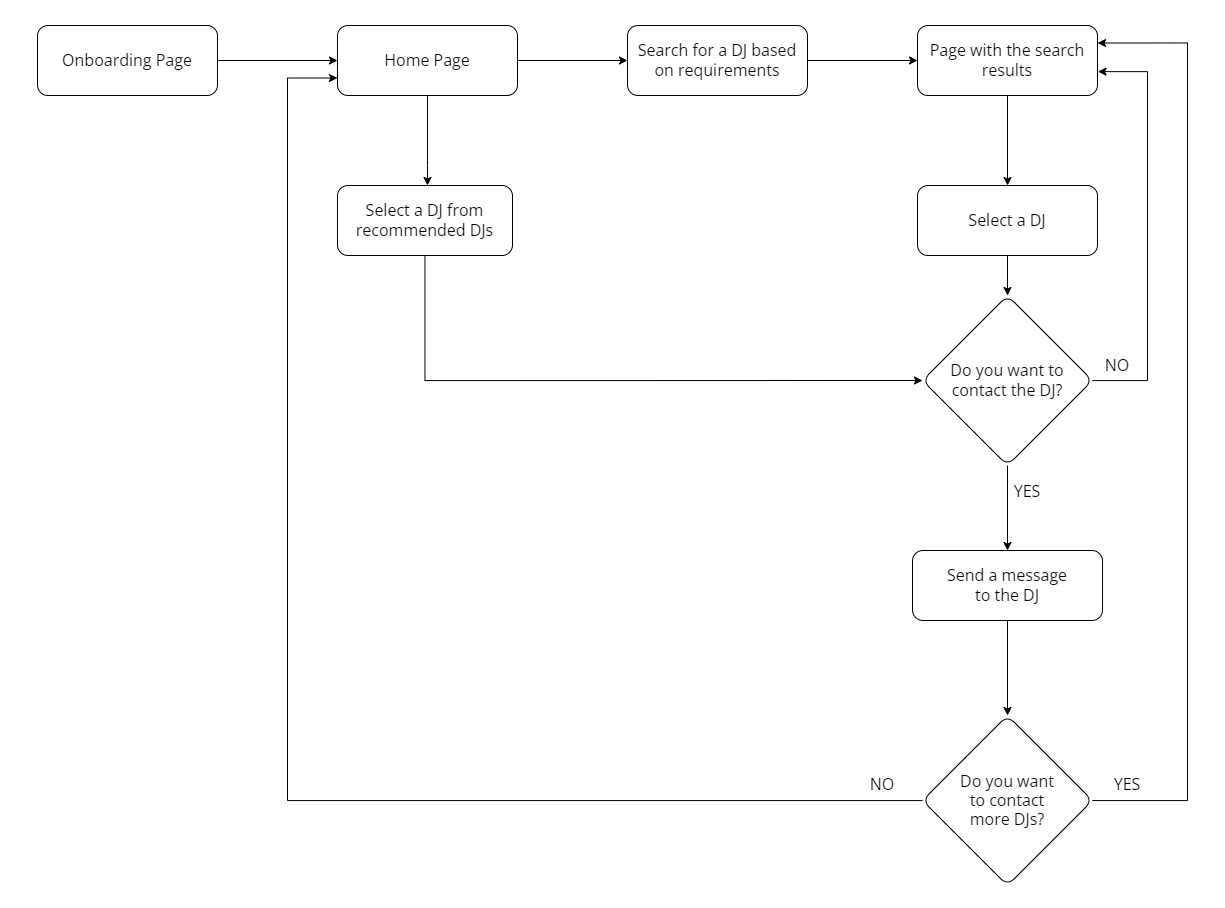 Onboarding Page
Home Page
Search for a DJ based
on requirements
Page with the search
results
Select a DJ from
recommended DJs
Select a DJ
Do you want to
contact the DJ?
NO
YES
Send a message
to the DJ
Do you want
to contact
more DJs?
NO
YES